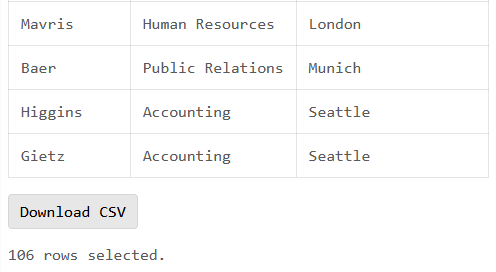 Mavris Human Resources London
Baer Public Relations Munich
Higgins Accounting Seattle
Gietz Accounting Seattle
Download CSV
106 rows selected.